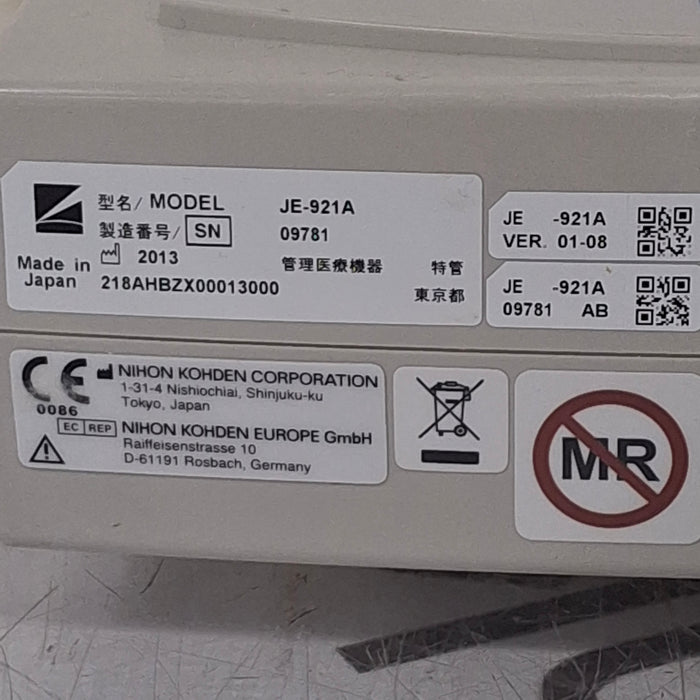 型名/ MODEL JE-921A
製造番号/ SN 09781
2013 管理医療機器 特管
Made in Japan 218AHBZX00013000 東京都
JE -921A
VER. 01-08
JE -921A
09781 AB
CE
0086
NIHON KOHDEN CORPORATION
1-31-4 Nishiochiai, Shinjuku-ku
Tokyo, Japan
EC REP NIHON KOHDEN EUROPE GmbH
Raiffeisenstrasse 10
D-61191 Rosbach, Germany
MR